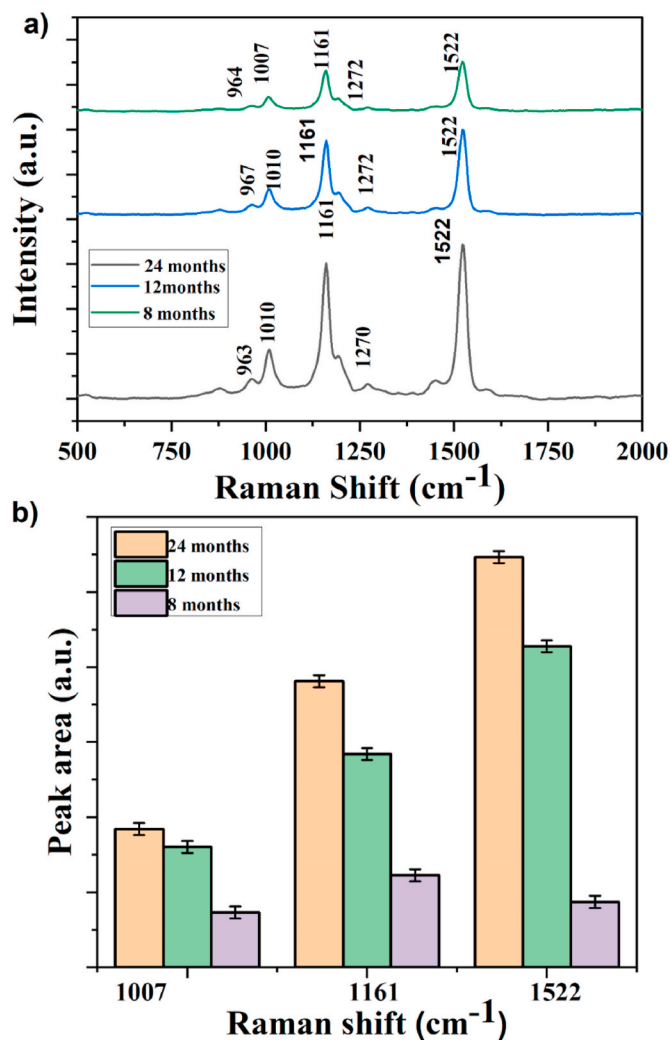 a)
964
1007
1161
1272
1522
967
1010
1161
1272
1522
963
1010
1161
1270
1522
24 months
12months
8 months
Intensity (a.u.)
500 750 1000 1250 1500 1750 2000
Raman Shift (cm-1)
b)
24 months
12 months
8 months
Peak area (a.u.)
1007 1161 1522
Raman shift (cm-1)